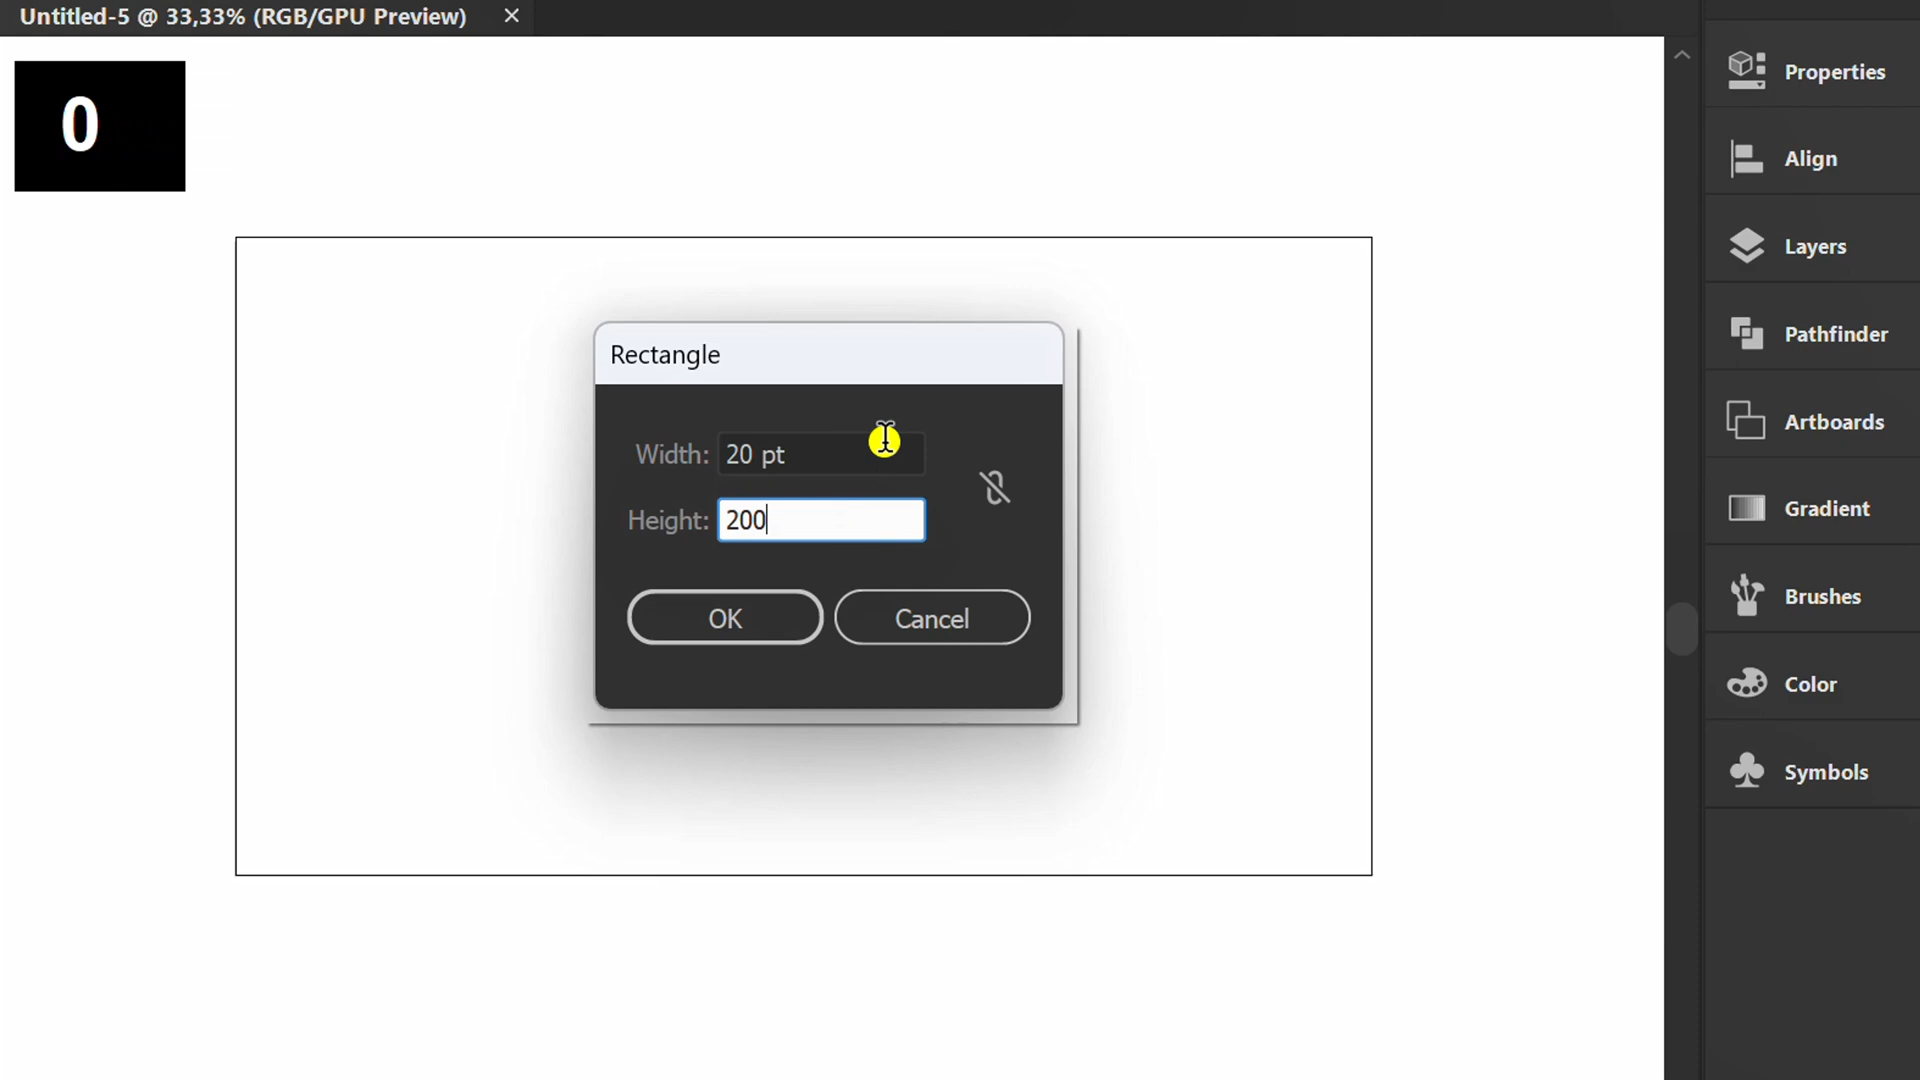 Untitled-5 @ 33,33% (RGB/GPU Preview)
0
Rectangle
Width: 20 pt
Height: 200
OK
Cancel
Properties
Align
Layers
Pathfinder
Artboards
Gradient
Brushes
Color
Symbols